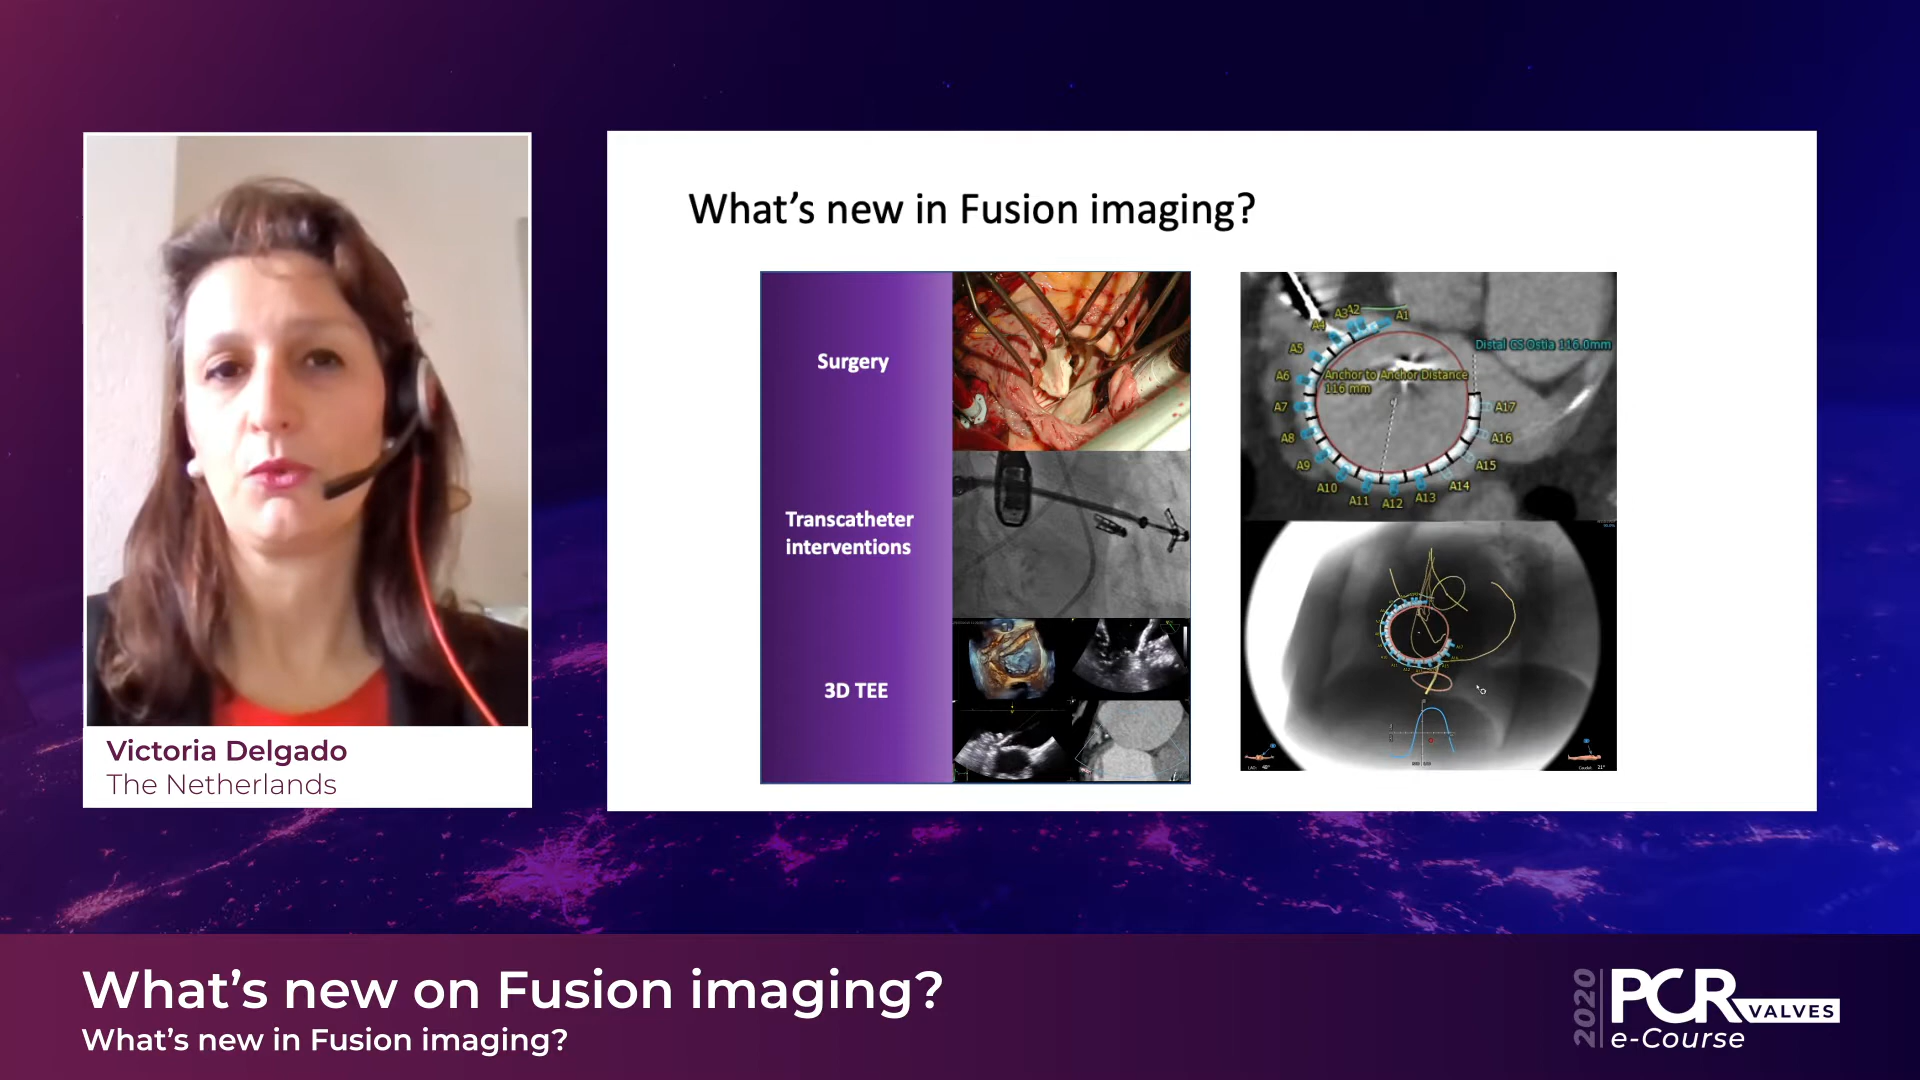 What's new in Fusion imaging?
Surgery
Transcatheter
interventions
3D TEE
A1
A2
A3
A4
A5
A6
A7
A8
A9
A10
A11
A12
A13
A14
A15
A16
A17
Distal CS Ostia 116.0mm
Anchor to Anchor Distance
116 mm
Victoria Delgado
The Netherlands
What's new on Fusion imaging?
What's new in Fusion imaging?
2020
PCR
VALVES
e-Course